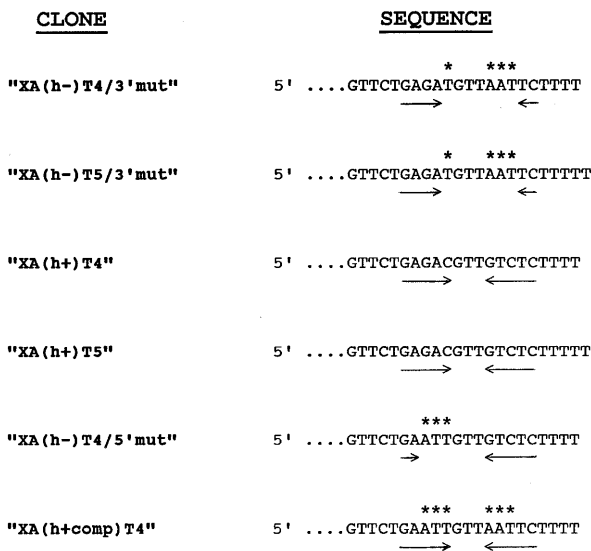 CLONE SEQUENCE
* ***
"XA(h-)T4/3'mut" 5' ....GTTCTGAGATGTTAATTCTTTT
* ***
"XA(h-)T5/3'mut" 5' ....GTTCTGAGATGTTAATTCTTTTT
"XA(h+)T4" 5' ....GTTCTGAGACGTTGTCTCTTTT
"XA(h+)T5" 5' ....GTTCTGAGACGTTGTCTCTTTTT
***
"XA(h-)T4/5'mut" 5' ....GTTCTGAATTGTTGTCTCTTTT
*** ***
"XA(h+comp)T4" 5' ....GTTCTGAATTGTTAATTCTTTT